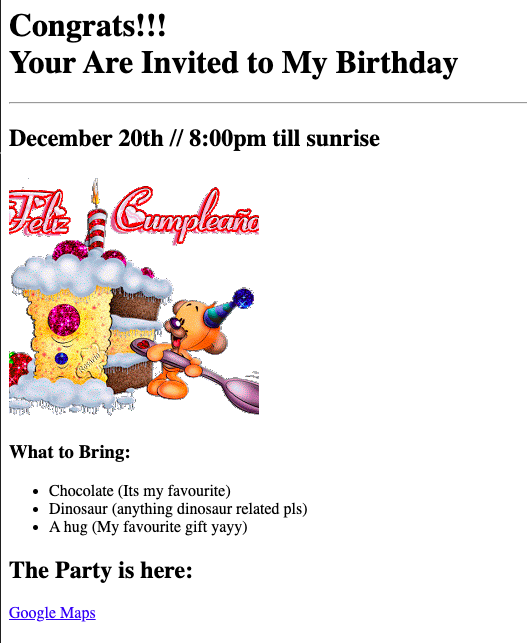 Congrats!!!
Your Are Invited to My Birthday
December 20th // 8:00pm till sunrise
Feliz Cumpleaño
What to Bring:
Chocolate (Its my favourite)
Dinosaur (anything dinosaur related pls)
A hug (My favourite gift yayy)
The Party is here:
Google Maps